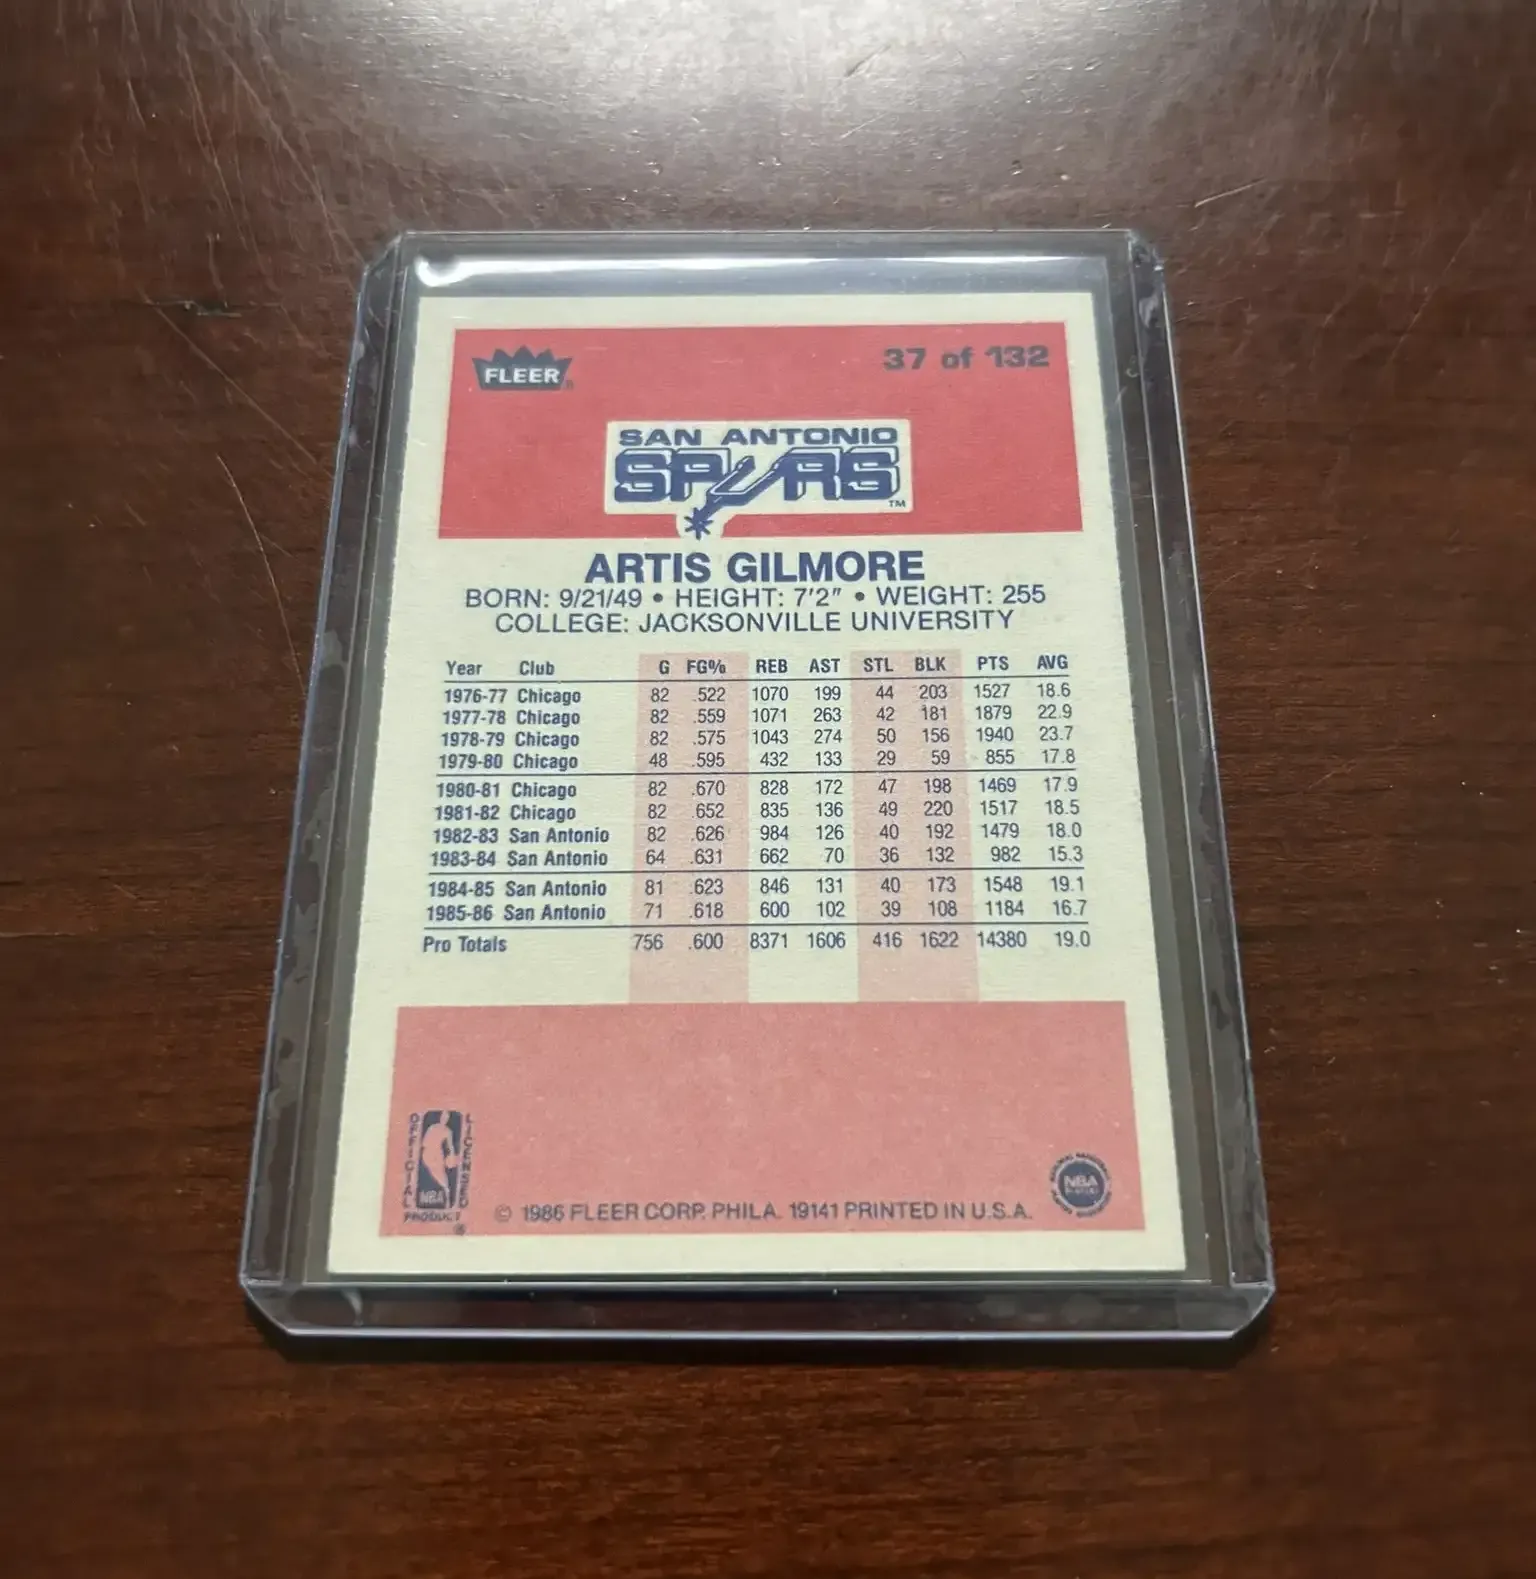 FLEER®
37 of 132
SAN ANTONIO
SPURS™
ARTIS GILMORE
BORN: 9/21/49 • HEIGHT: 7'2" • WEIGHT: 255
COLLEGE: JACKSONVILLE UNIVERSITY
Year Club G FG% REB AST STL BLK PTS AVG
1976-77 Chicago 82 .522 1070 199 44 203 1527 18.6
1977-78 Chicago 82 .559 1071 263 42 181 1879 22.9
1978-79 Chicago 82 .575 1043 274 50 156 1940 23.7
1979-80 Chicago 48 .595 432 133 29 59 855 17.8
1980-81 Chicago 82 .670 828 172 47 198 1469 17.9
1981-82 Chicago 82 .652 835 136 49 220 1517 18.5
1982-83 San Antonio 82 .626 984 126 40 192 1479 18.0
1983-84 San Antonio 64 .631 662 70 36 132 982 15.3
1984-85 San Antonio 81 .623 846 131 40 173 1548 19.1
1985-86 San Antonio 71 .618 600 102 39 108 1184 16.7
Pro Totals 756 .600 8371 1606 416 1622 14380 19.0
OFFICIAL
LICENSED
NBA
PRODUCT
®
© 1986 FLEER CORP. PHILA. 19141 PRINTED IN U.S.A.
NBA